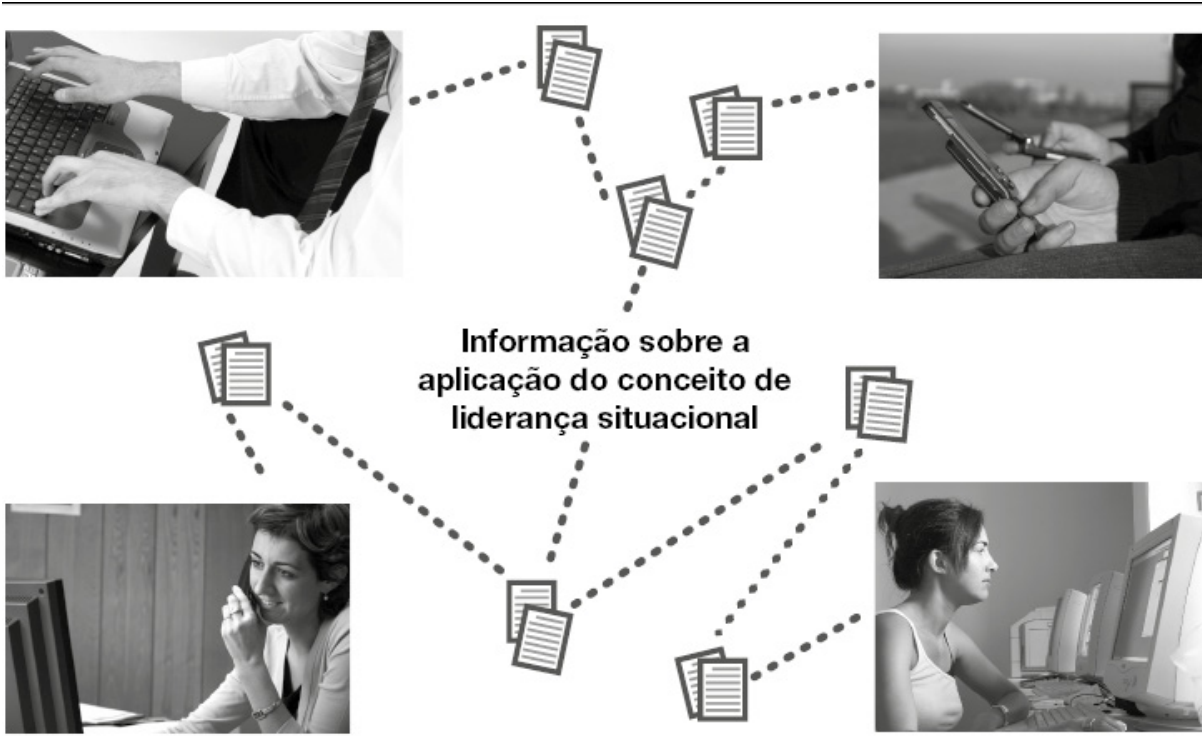 Informação sobre a
aplicação do conceito de
liderança situacional